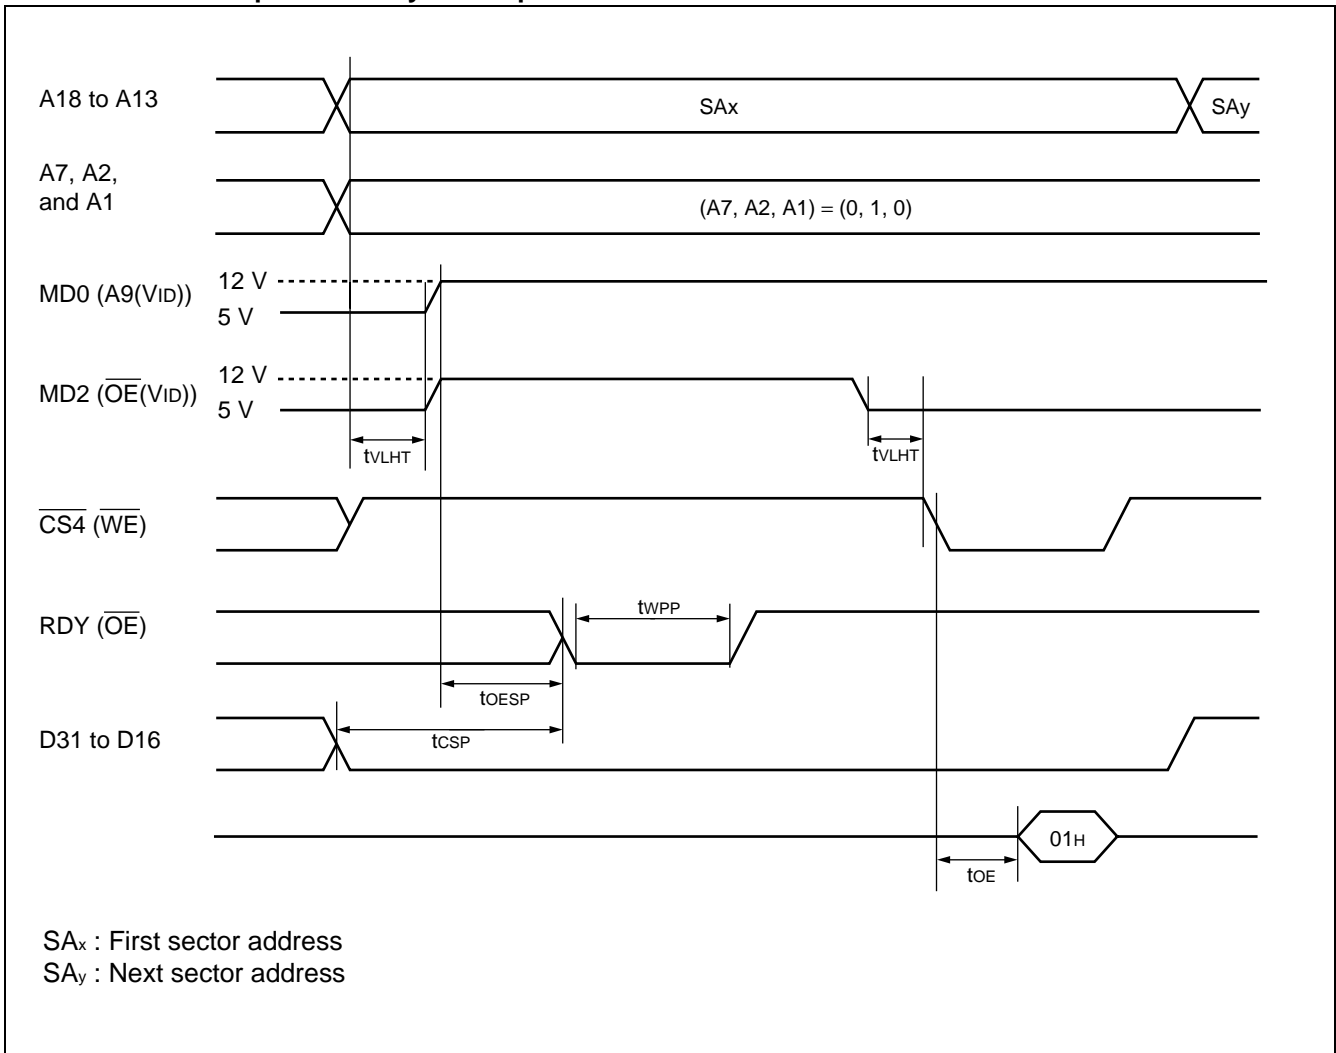 A18 to A13
SAx
SAy
A7, A2,
and A1
(A7, A2, A1) = (0, 1, 0)
MD0 (A9(VID))
12 V
5 V
MD2 (OE(VID))
12 V
5 V
tVLHT
tVLHT
CS4 (WE)
RDY (OE)
tWPP
tOESP
D31 to D16
tCSP
01H
tOE
SAx : First sector address
SAy : Next sector address